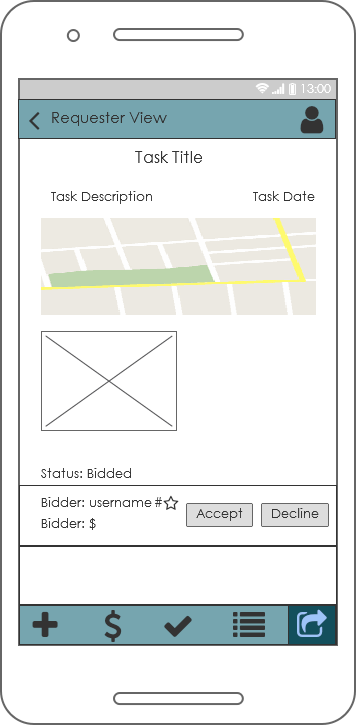 13:00
Requester View
Task Title
Task Description Task Date
Status: Bidded
Bidder: username #
Accept Decline
Bidder: $